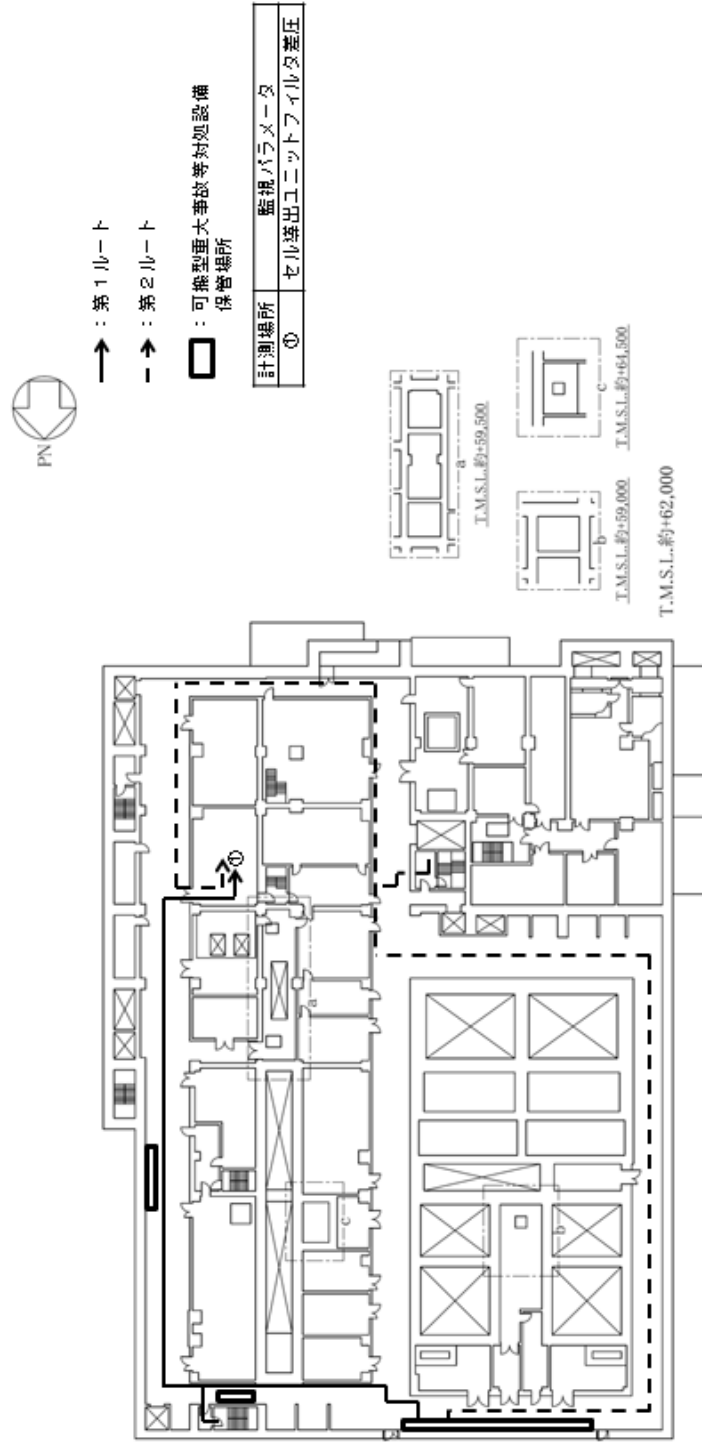 PN
：第１ルート
：第２ルート
：可搬型重大事故等対処設備
保管場所
計測場所 監視パラメータ
① セル導出ユニットフィルタ差圧
①
a
c
b
a
T.M.S.L.約+59,500
b
T.M.S.L.約+59,000
c
T.M.S.L.約+64,500
T.M.S.L.約+62,000